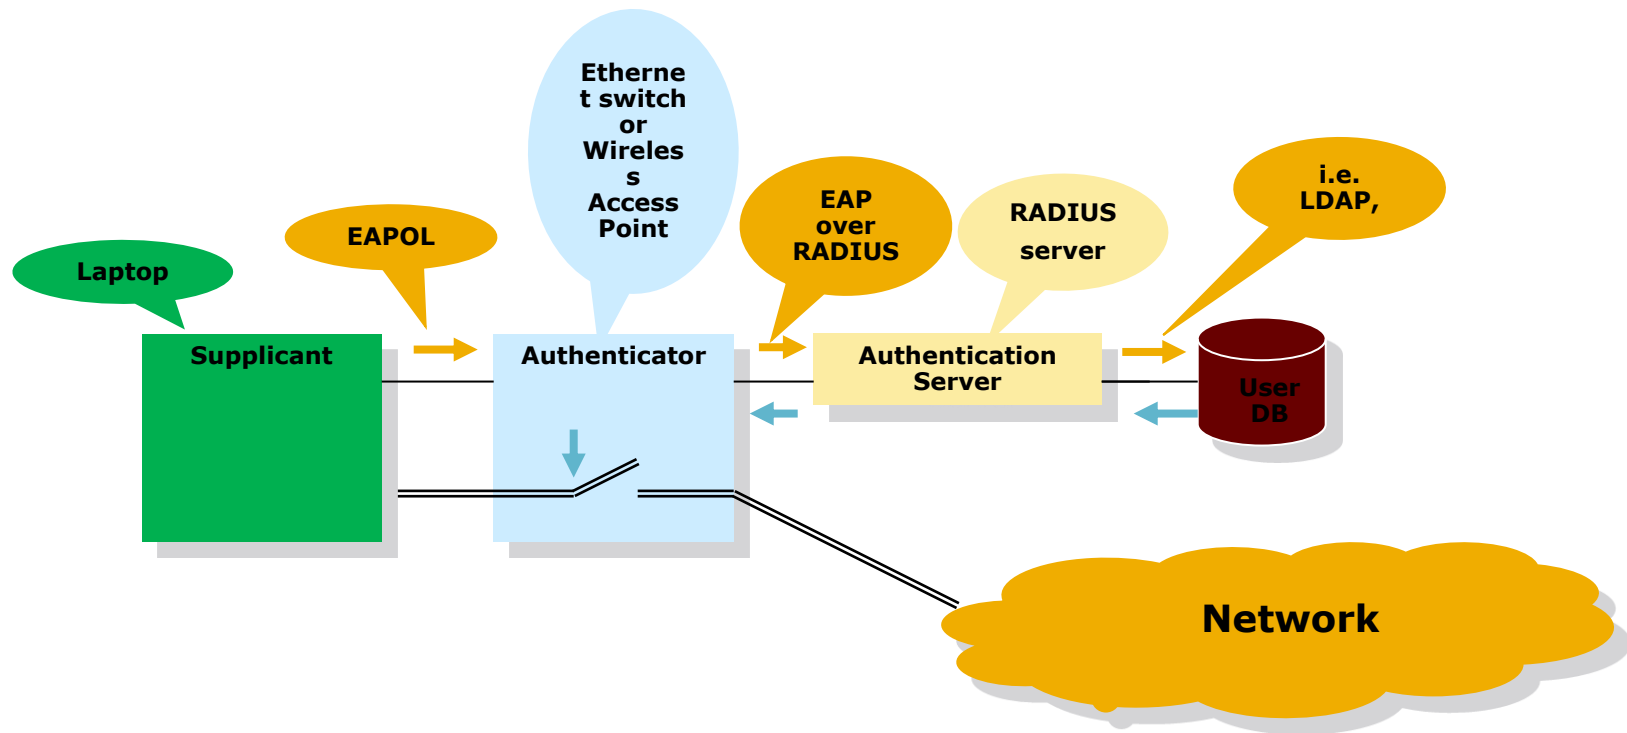 Etherne
t switch
or
Wireles
s
Access
Point
i.e.
LDAP,
EAP
over
RADIUS
RADIUS
server
EAPOL
Laptop
Supplicant
Authenticator
Authentication
Server
User
DB
Network